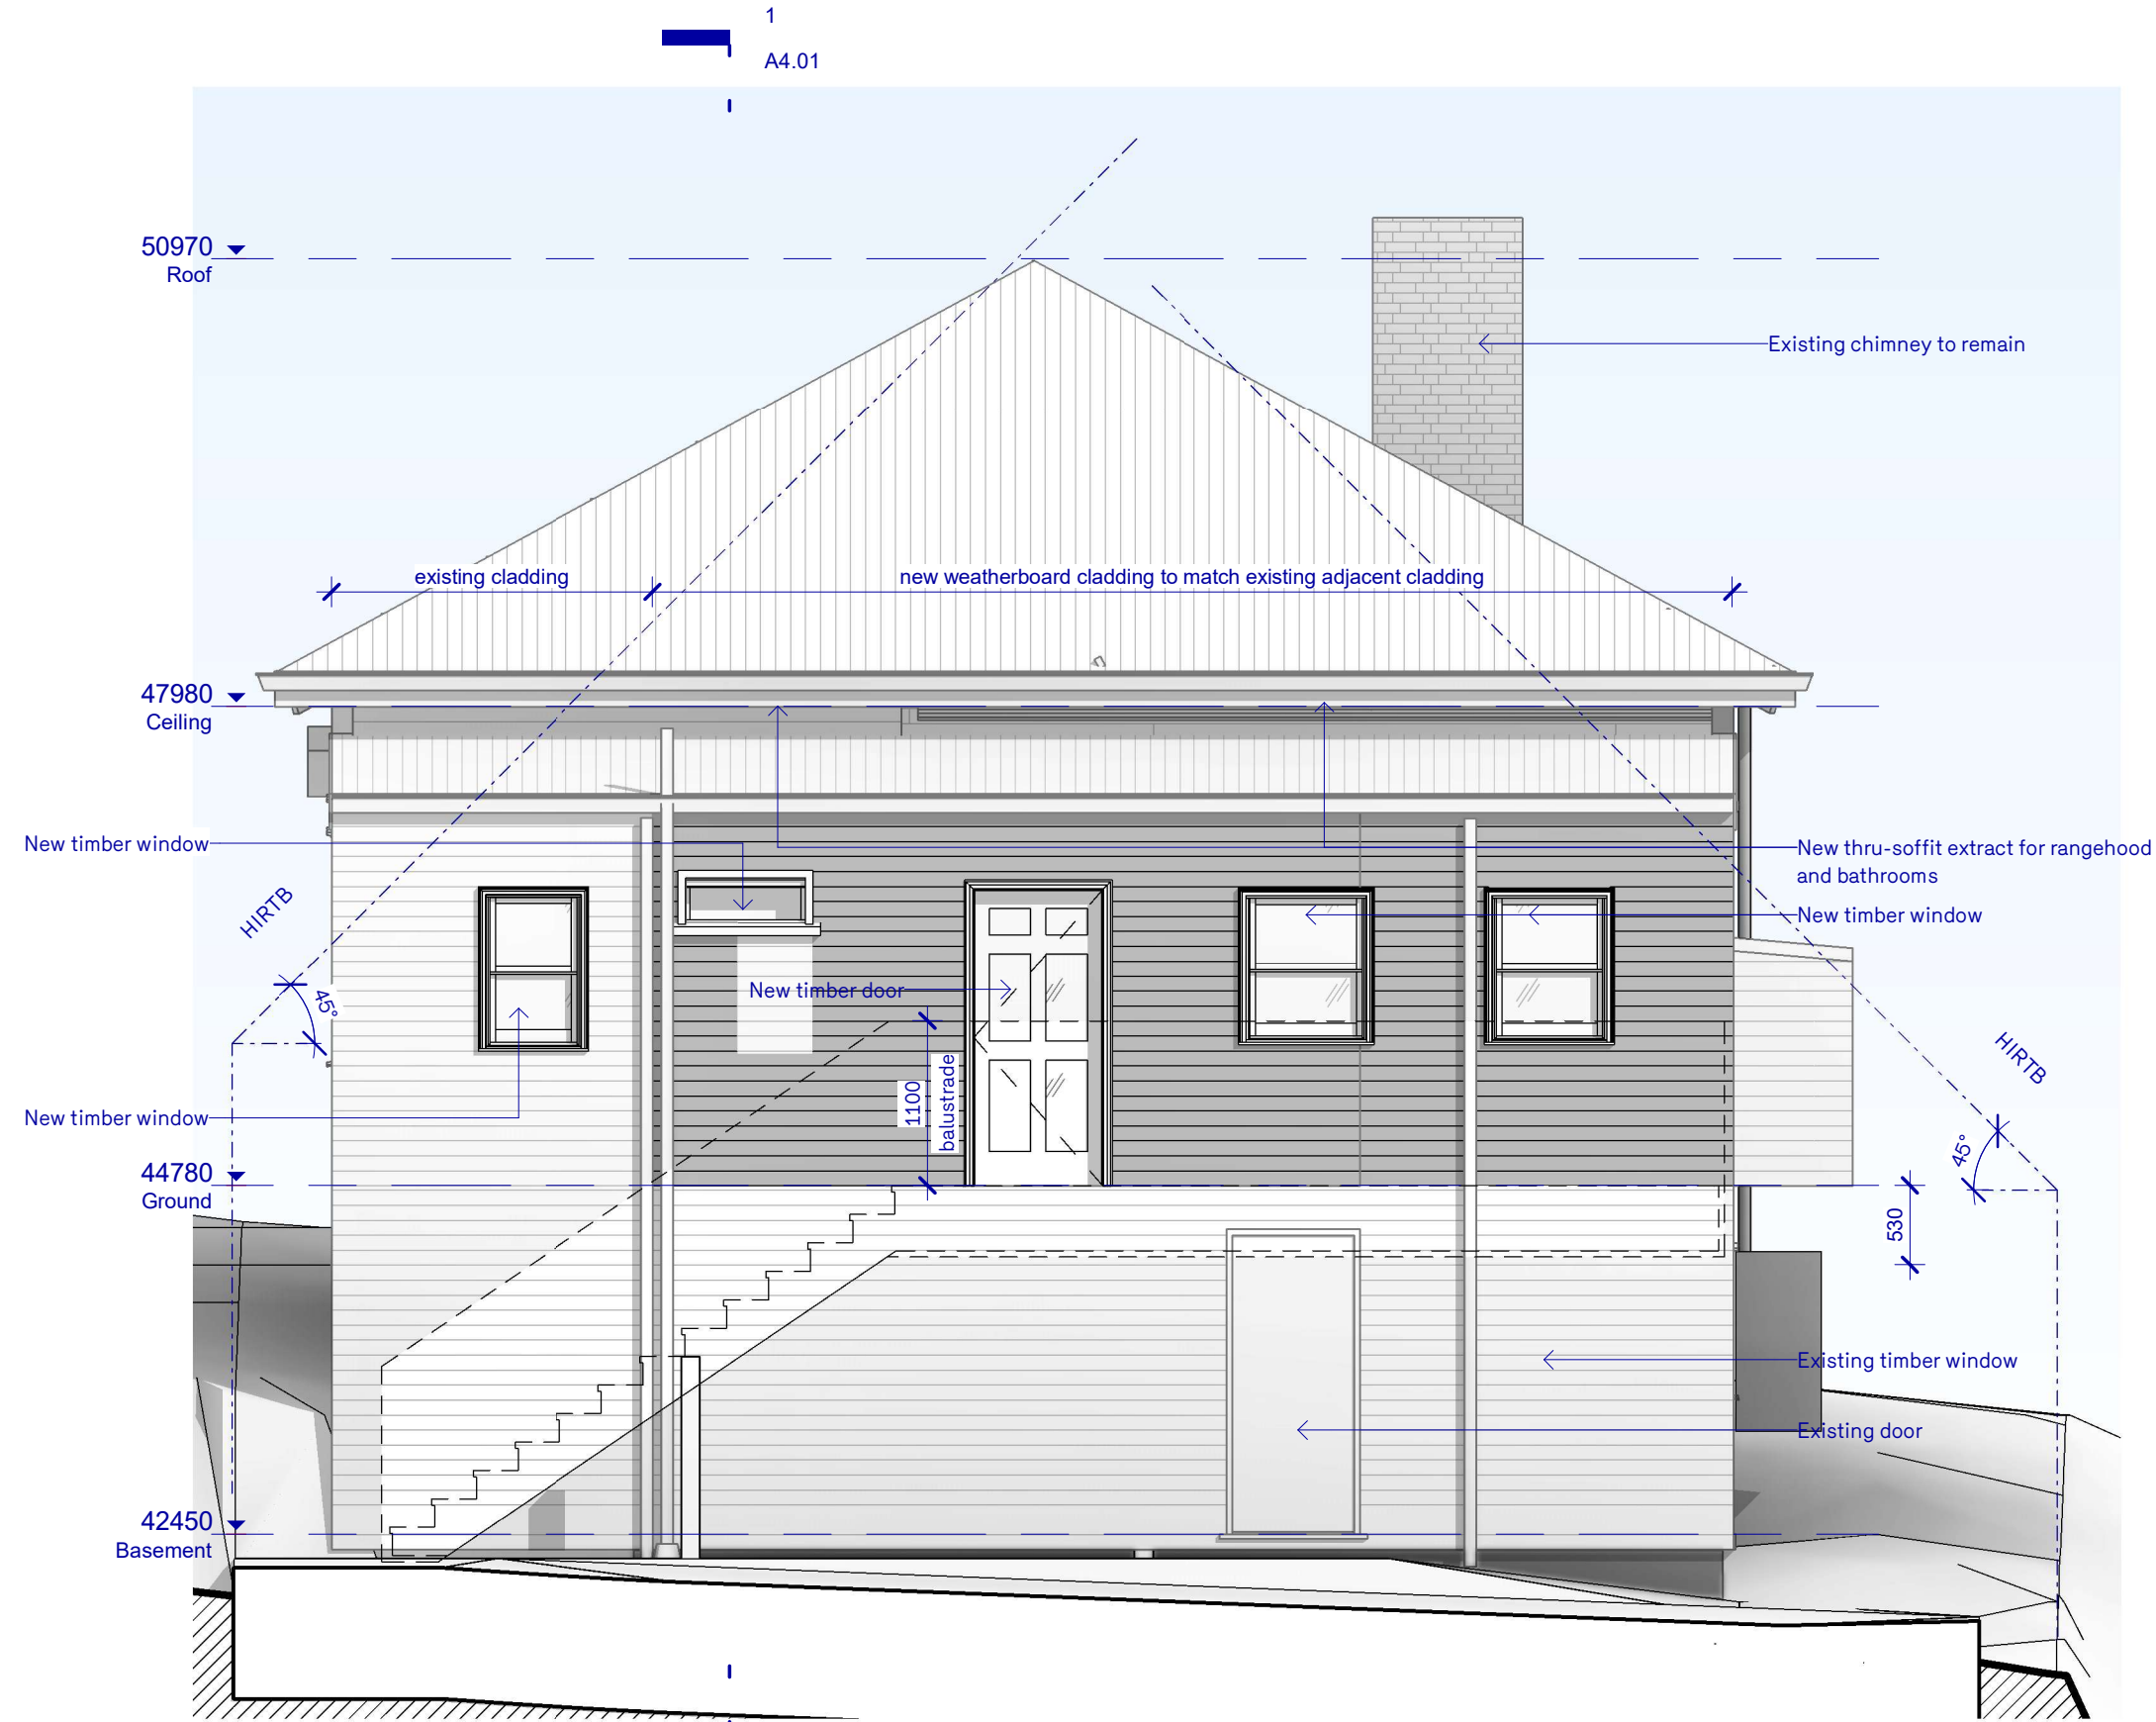 1
A4.01
50970
Roof
Existing chimney to remain
existing cladding
new weatherboard cladding to match existing adjacent cladding
47980
Ceiling
New timber window
New thru-soffit extract for rangehood
and bathrooms
New timber window
HIRTB
45°
New timber door
1100
balustrade
HIRTB
45°
New timber window
44780
Ground
530
Existing timber window
Existing door
42450
Basement